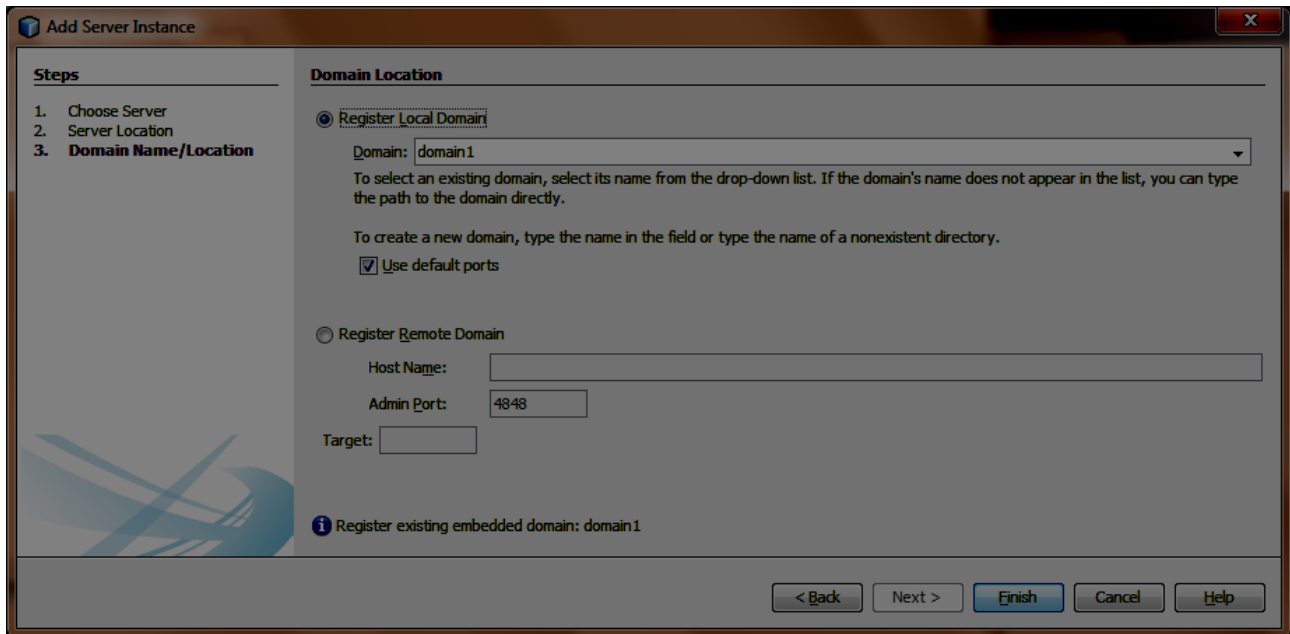 Add Server Instance
Steps
1. Choose Server
2. Server Location
3. Domain Name/Location
Domain Location
Register Local Domain
Domain: domain1
To select an existing domain, select its name from the drop-down list. If the domain's name does not appear in the list, you can type
the path to the domain directly.
To create a new domain, type the name in the field or type the name of a nonexistent directory.
Use default ports
Register Remote Domain
Host Name:
Admin Port: 4848
Target:
Register existing embedded domain: domain1
< Back Next > Finish Cancel Help